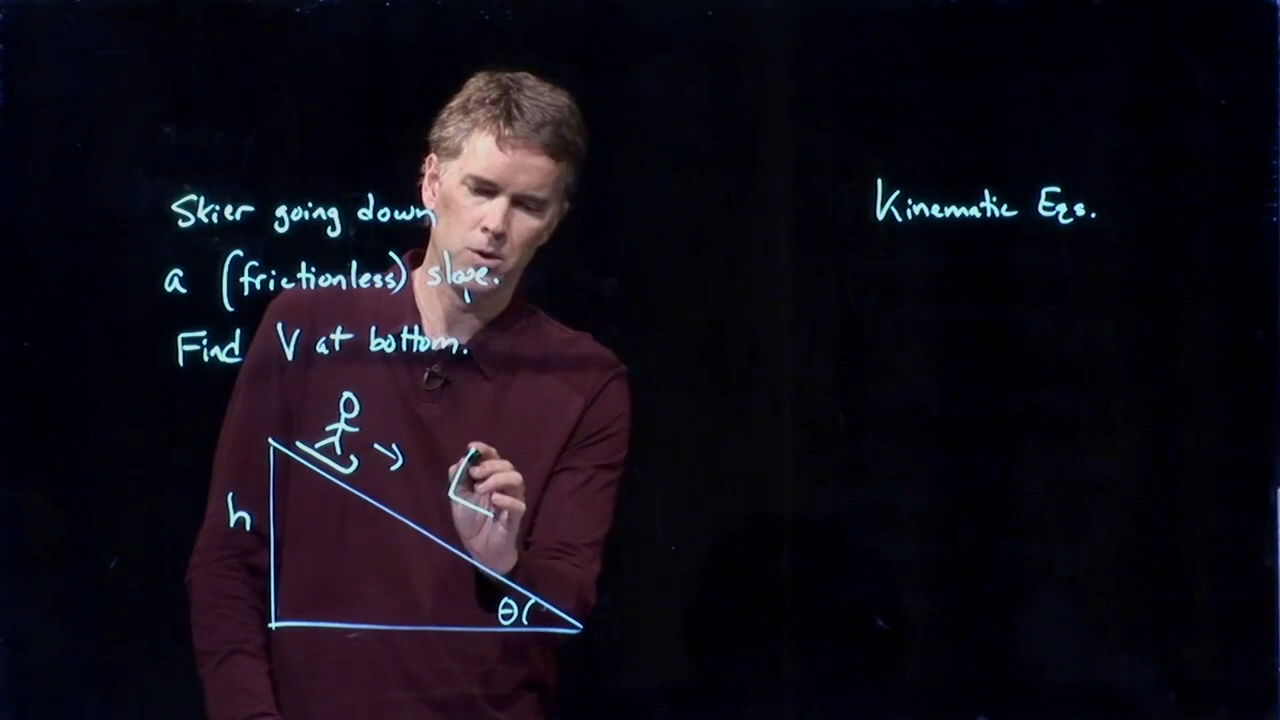 Skier going down
a (frictionless) slope.
Find V at bottom.
h
θ
Kinematic Eqs.